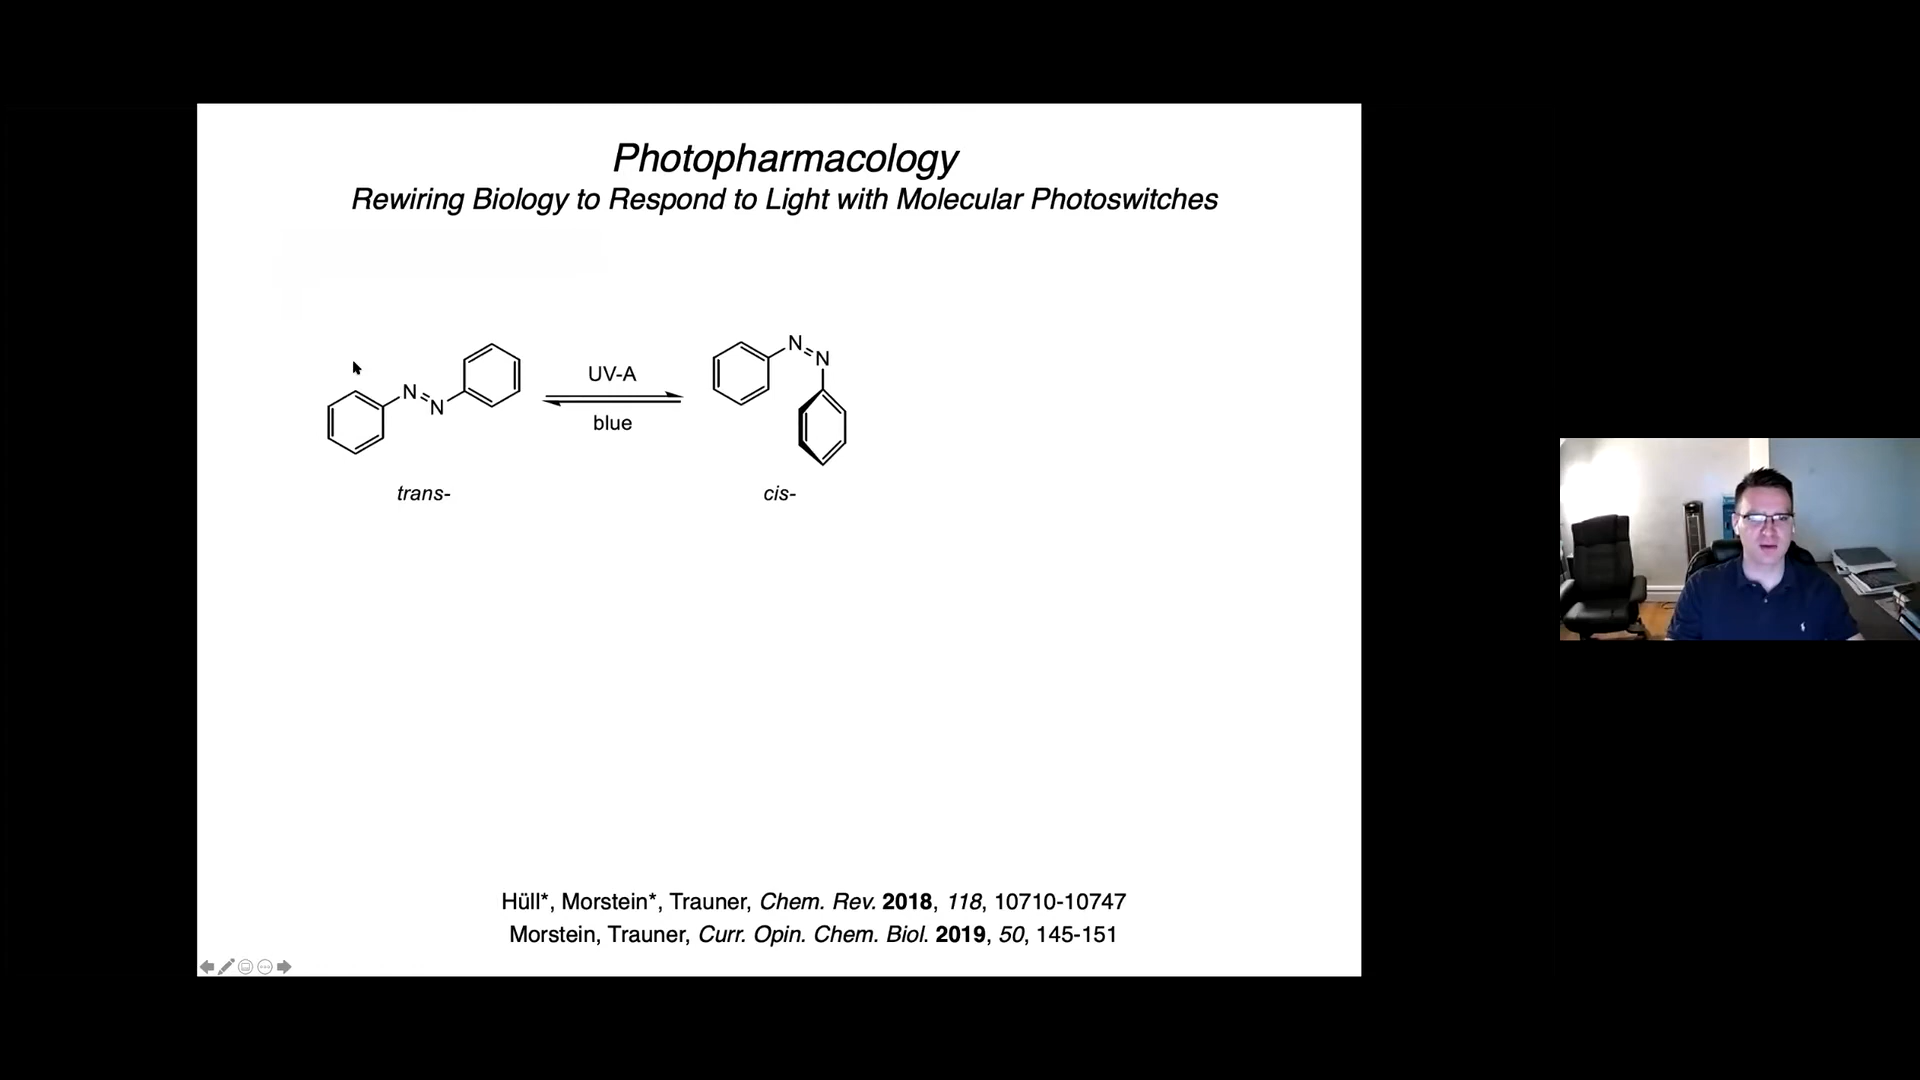 Photopharmacology
Rewiring Biology to Respond to Light with Molecular Photoswitches
N
N
UV-A
blue
N
N
trans-
cis-
Hüll*, Morstein*, Trauner, Chem. Rev. 2018, 118, 10710-10747
Morstein, Trauner, Curr. Opin. Chem. Biol. 2019, 50, 145-151